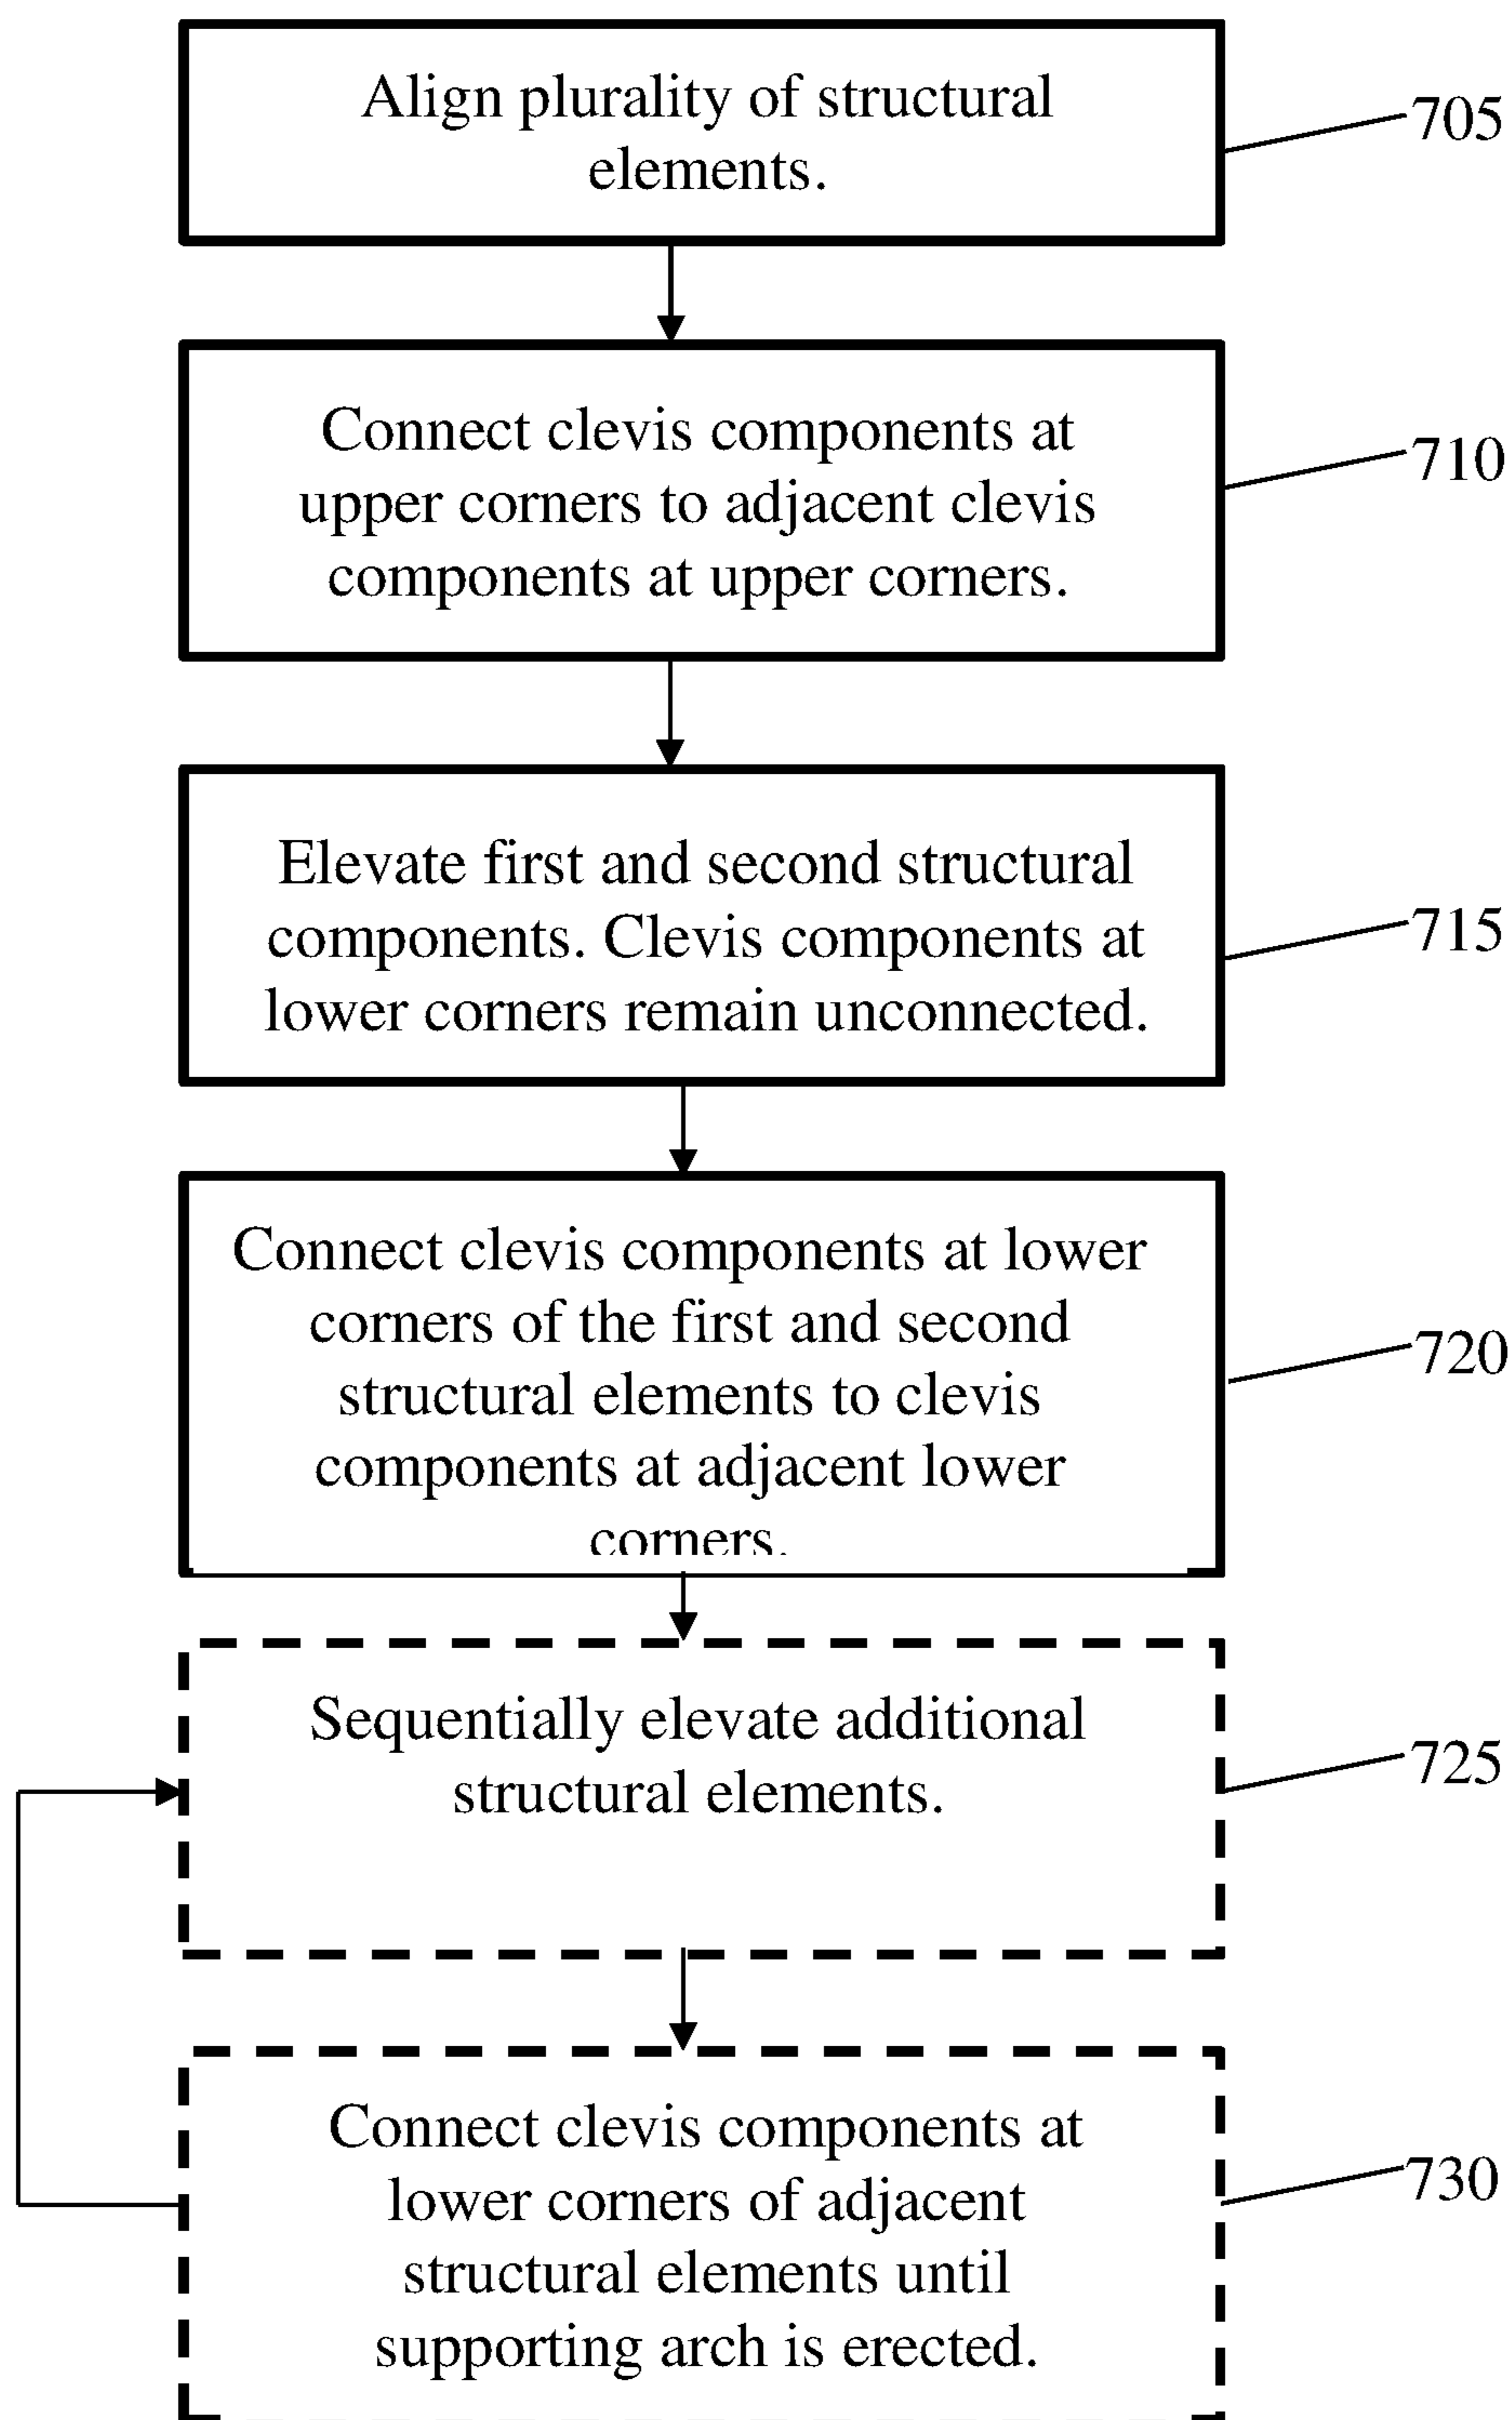 Align plurality of structural
elements.
705
Connect clevis components at
upper corners to adjacent clevis
components at upper corners.
710
Elevate first and second structural
components. Clevis components at
lower corners remain unconnected.
715
Connect clevis components at lower
corners of the first and second
structural elements to clevis
components at adjacent lower
corners.
720
Sequentially elevate additional
structural elements.
725
Connect clevis components at
lower corners of adjacent
structural elements until
supporting arch is erected.
730